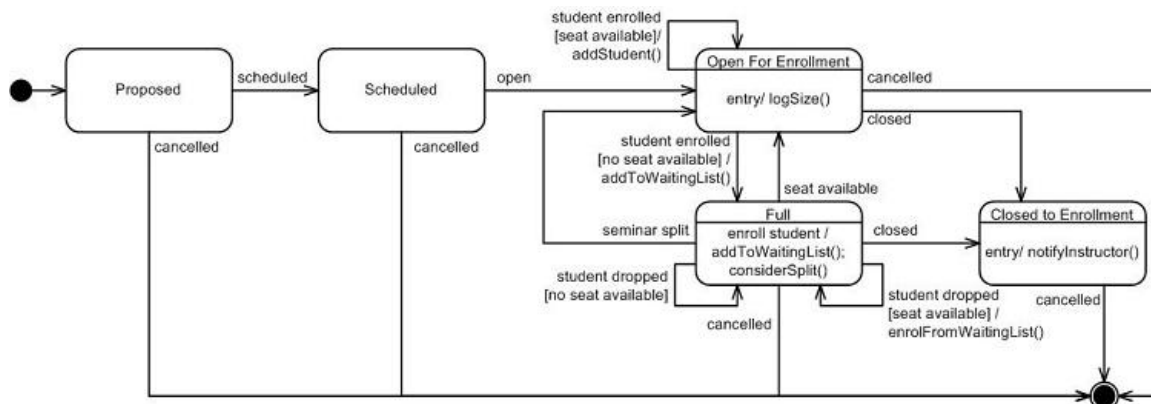 student enrolled
[seat available]/
addStudent()
Proposed
scheduled
Scheduled
open
Open For Enrollment
entry/ logSize()
cancelled
closed
cancelled
cancelled
student enrolled
[no seat available] /
addToWaitingList()
seat available
seminar split
Full
enroll student /
addToWaitingList();
considerSplit()
closed
Closed to Enrollment
entry/ notifyInstructor()
student dropped
[no seat available]
cancelled
student dropped
[seat available] /
enrolFromWaitingList()
cancelled